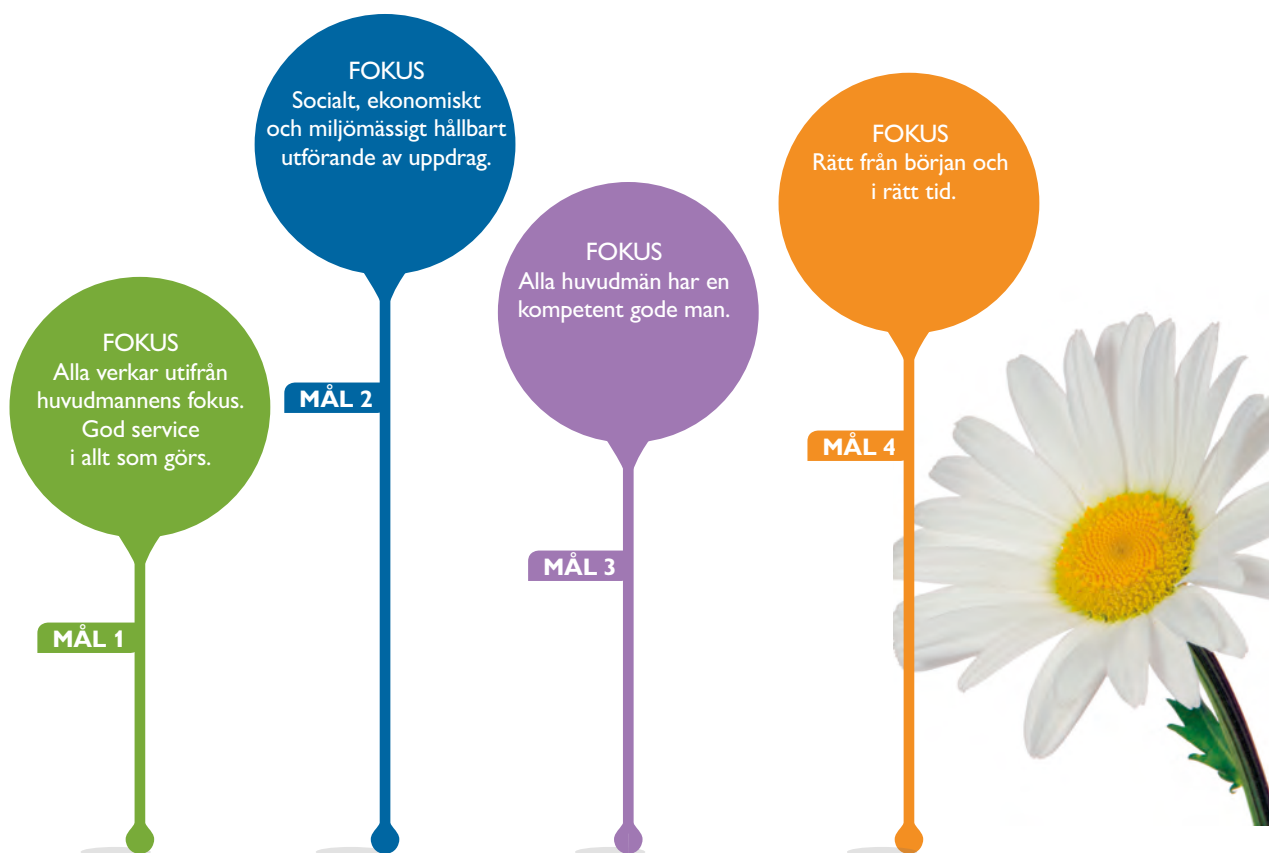 FOKUS
Alla verkar utifrån
huvudmannens fokus.
God service
i allt som görs.
MÅL 1
FOKUS
Socialt, ekonomiskt
och miljömässigt hållbart
utförande av uppdrag.
MÅL 2
FOKUS
Alla huvudmän har en
kompetent gode man.
MÅL 3
FOKUS
Rätt från början och
i rätt tid.
MÅL 4